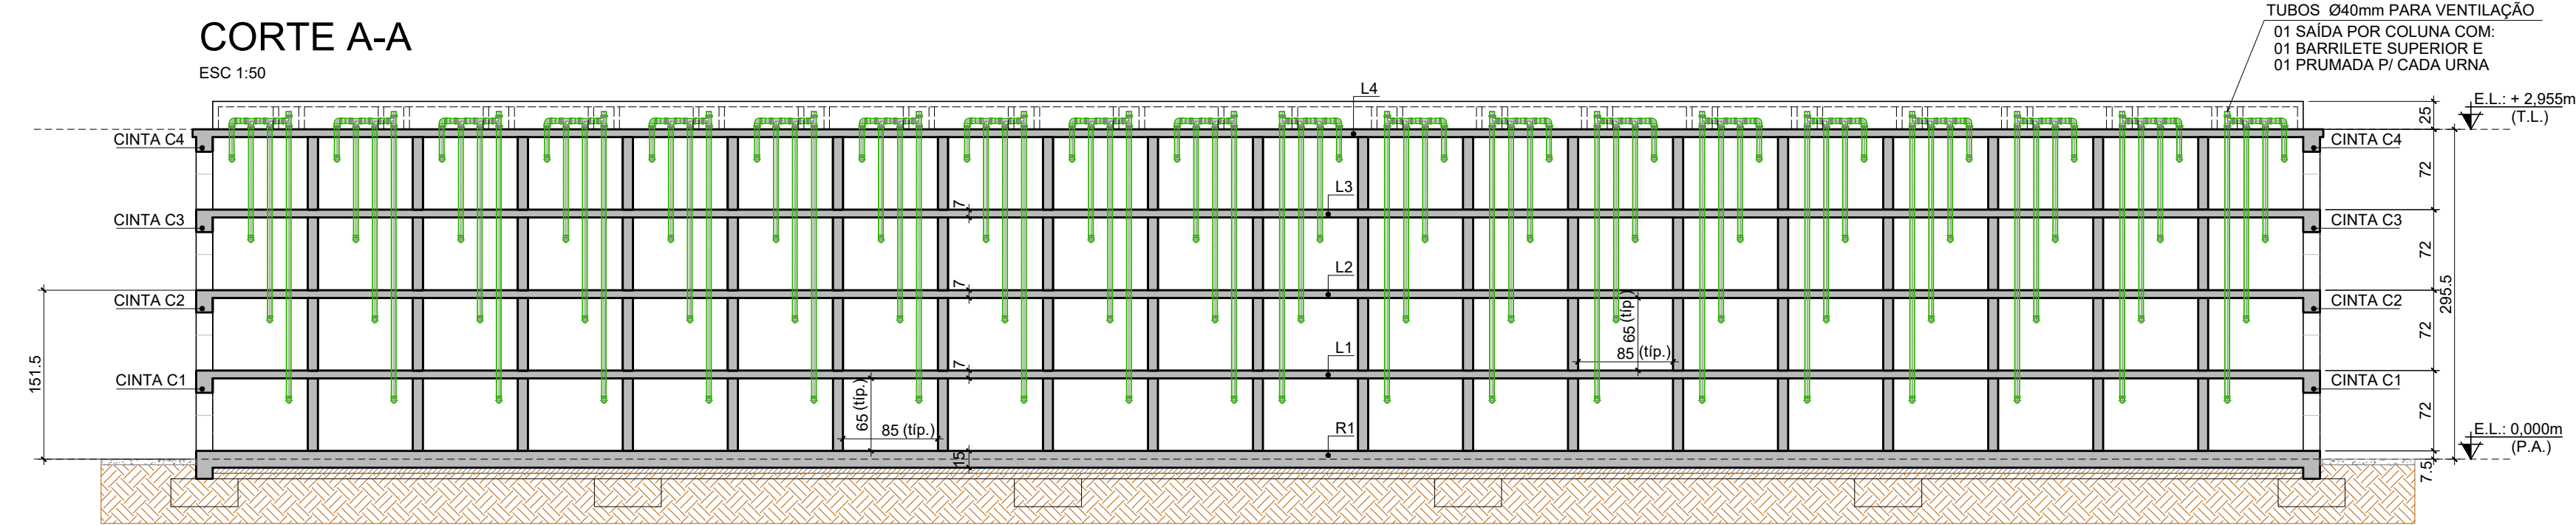 CORTE A-A
ESC 1:50
TUBOS Ø40mm PARA VENTILAÇÃO
01 SAÍDA POR COLUNA COM:
01 BARRILETE SUPERIOR E
01 PRUMADA P/ CADA URNA
L4
25
E.L.: + 2,955m
(T.L.)
CINTA C4
CINTA C4
72
L3
7
CINTA C3
CINTA C3
72
L2
7
CINTA C2
CINTA C2
295.5
65 (típ.)
72
85 (típ.)
151.5
L1
7
CINTA C1
CINTA C1
65 (típ.)
85 (típ.)
72
R1
15
E.L.: 0,000m
(P.A.)
7.5